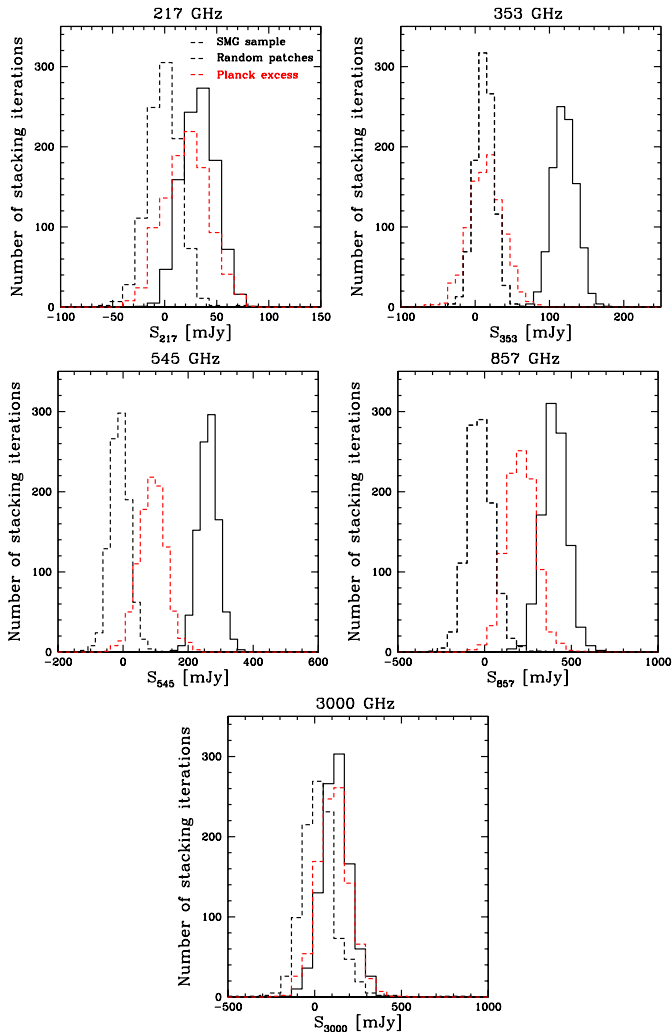 217 GHz
353 GHz
Number of stacking iterations
300
200
100
0
SMG sample
Random patches
Planck excess
-100
-50
0
50
100
150
S217 [mJy]
Number of stacking iterations
300
200
100
0
-100
0
100
200
S353 [mJy]
545 GHz
857 GHz
Number of stacking iterations
300
200
100
0
-200
0
200
400
600
S545 [mJy]
Number of stacking iterations
300
200
100
0
-500
0
500
1000
S857 [mJy]
3000 GHz
Number of stacking iterations
300
200
100
0
-500
0
500
1000
S3000 [mJy]